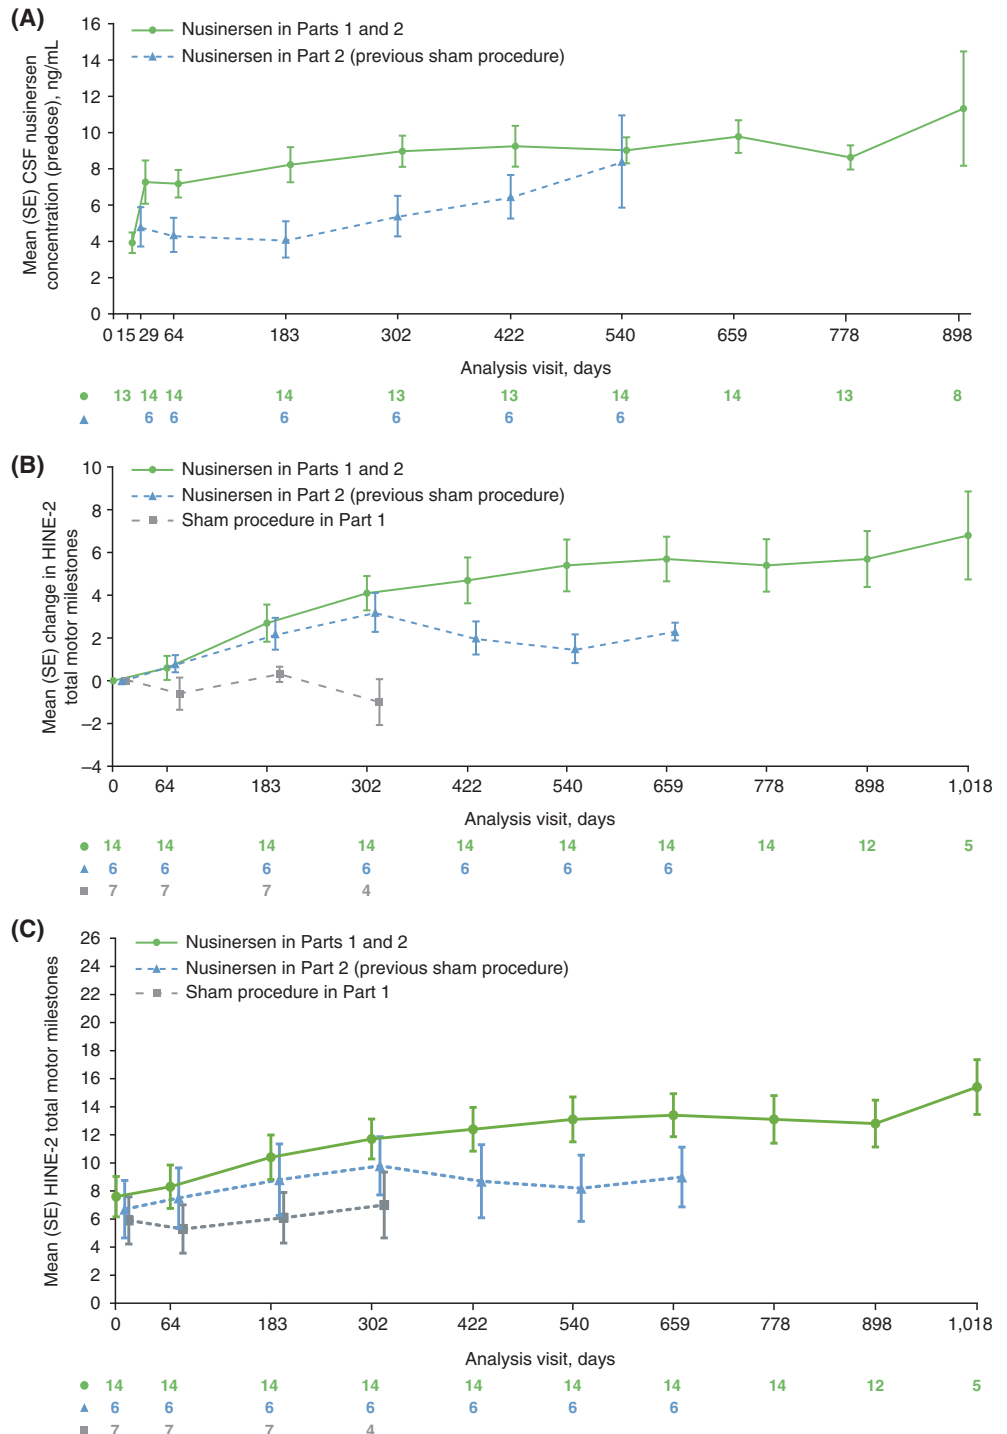 (A)
Mean (SE) CSF nusinersen
concentration (predose), ng/mL
16
14
12
10
8
6
4
2
0
Nusinersen in Parts 1 and 2
Nusinersen in Part 2 (previous sham procedure)
0 15 29 64 183 302 422 540 659 778 898
Analysis visit, days
13 14 14 14 13 13 14 14 13 8
6 6 6 6 6 6
(B)
Mean (SE) change in HINE-2
total motor milestones
10
8
6
4
2
0
–2
–4
Nusinersen in Parts 1 and 2
Nusinersen in Part 2 (previous sham procedure)
Sham procedure in Part 1
0 64 183 302 422 540 659 778 898 1,018
Analysis visit, days
14 14 14 14 14 14 14 14 12 5
6 6 6 6 6 6 6
7 7 7 4
(C)
Mean (SE) HINE-2 total motor milestones
26
24
22
20
18
16
14
12
10
8
6
4
2
0
Nusinersen in Parts 1 and 2
Nusinersen in Part 2 (previous sham procedure)
Sham procedure in Part 1
0 64 183 302 422 540 659 778 898 1,018
Analysis visit, days
14 14 14 14 14 14 14 14 12 5
6 6 6 6 6 6 6
7 7 7 4